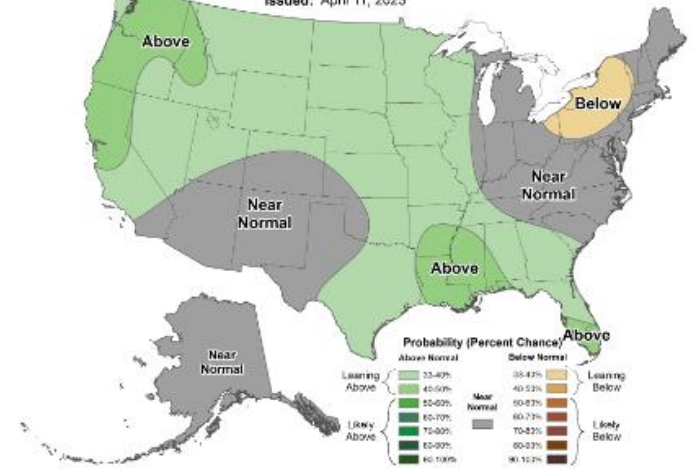 Issued: April 11, 2023
Above
Below
Near
Normal
Near
Normal
Above
Above
Near
Normal
Probability (Percent Chance)
Above Normal
Below Normal
Leaning
Above
33-40%
40-50%
Likely
Above
50-60%
60-70%
70-80%
80-90%
90-100%
Near
Normal
33-40%
40-50%
Leaning
Below
50-60%
60-70%
70-80%
80-90%
90-100%
Likely
Below